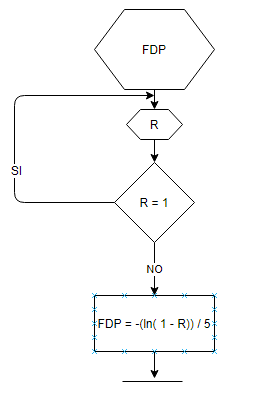 FDP
R
SI
R = 1
NO
FDP = -(ln( 1 - R)) / 5